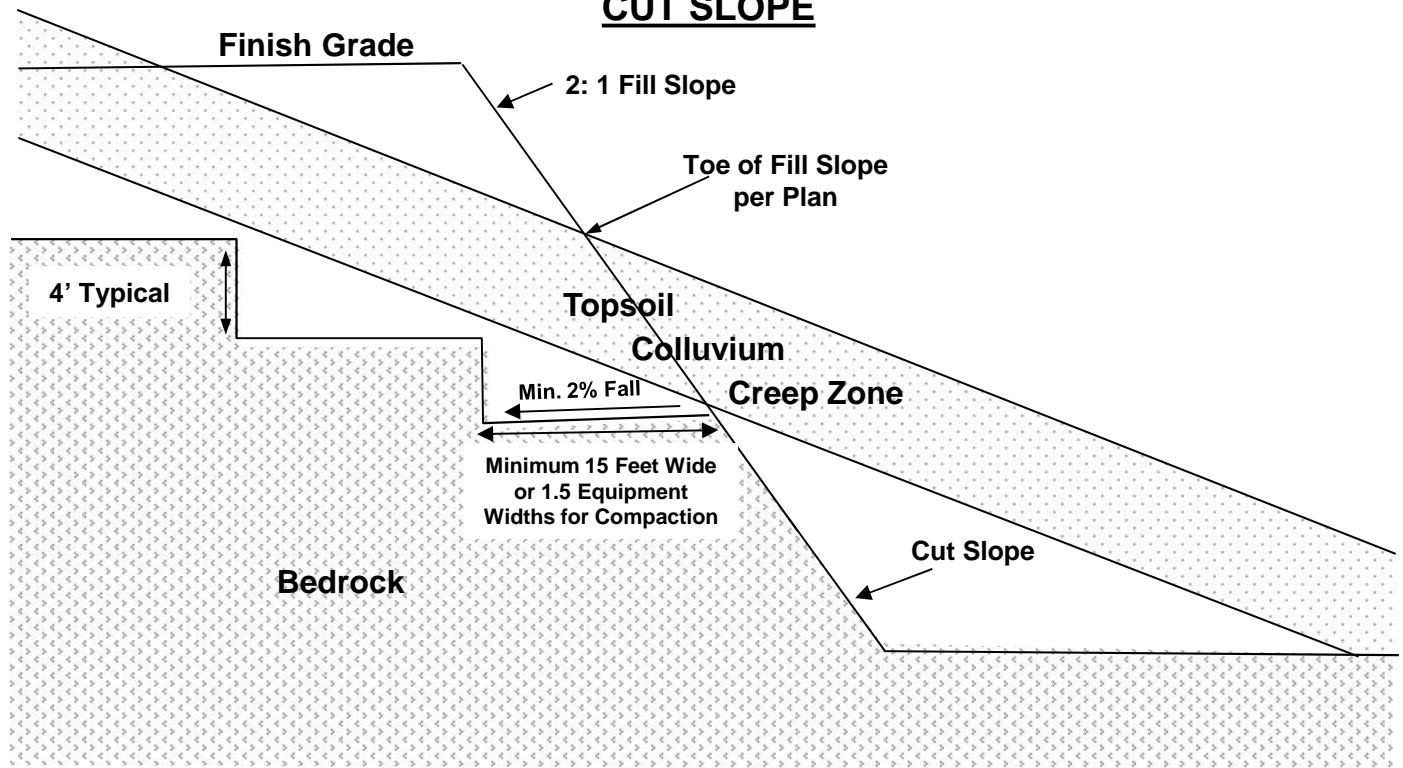 CUT SLOPE
Finish Grade
2: 1 Fill Slope
Toe of Fill Slope
per Plan
4’ Typical
Topsoil
Colluvium
Creep Zone
Min. 2% Fall
Minimum 15 Feet Wide
or 1.5 Equipment
Widths for Compaction
Cut Slope
Bedrock